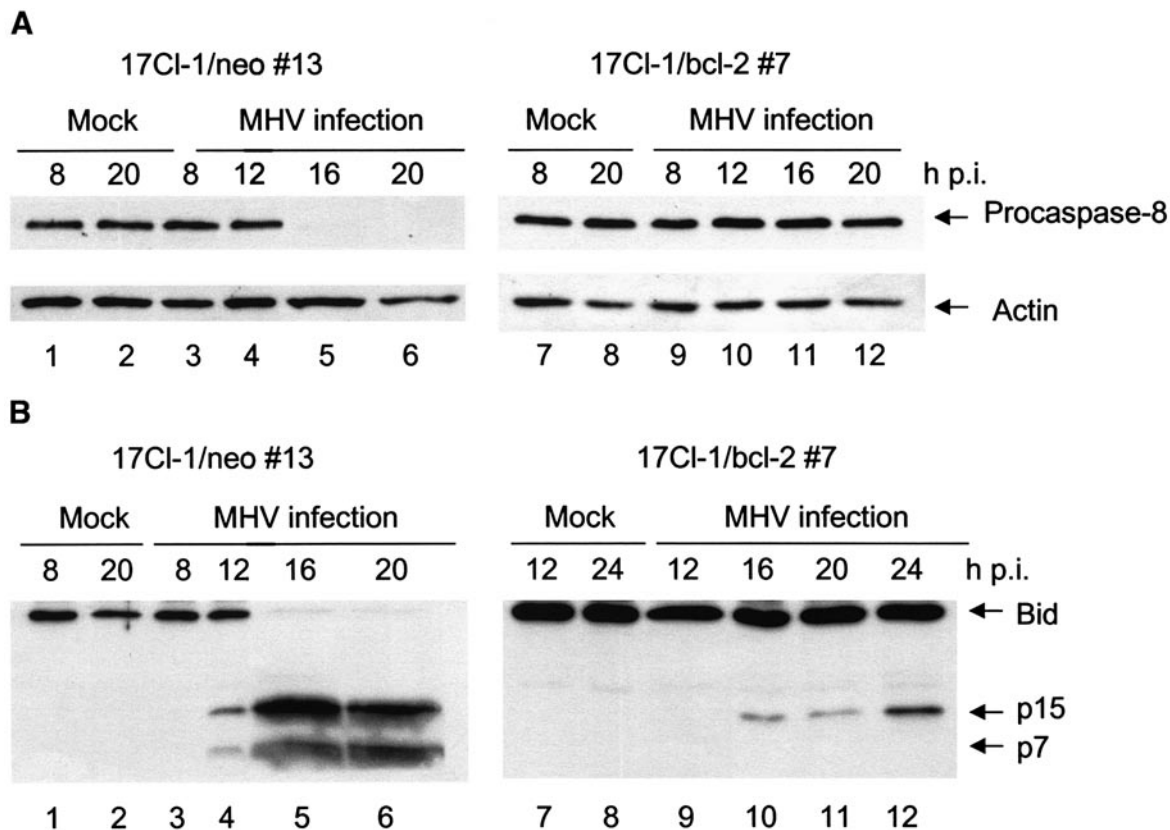 A
17Cl-1/neo #13 17Cl-1/bcl-2 #7
Mock MHV infection Mock MHV infection
8 20 8 12 16 20 8 20 8 12 16 20 h p.i.
Procaspase-8
Actin
1 2 3 4 5 6 7 8 9 10 11 12
B
17Cl-1/neo #13 17Cl-1/bcl-2 #7
Mock MHV infection Mock MHV infection
8 20 8 12 16 20 12 24 12 16 20 24 h p.i.
Bid
p15
p7
1 2 3 4 5 6 7 8 9 10 11 12